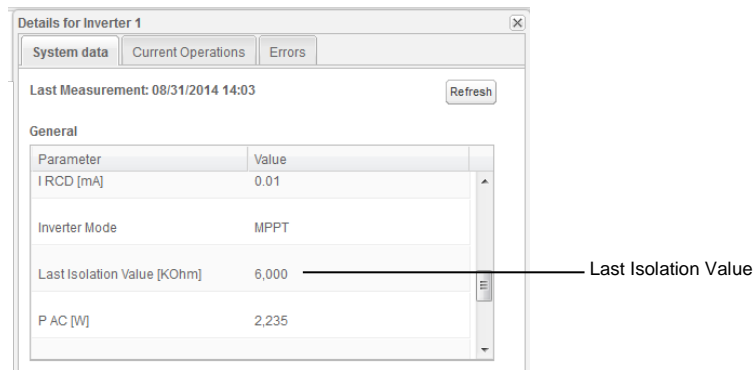 Details for Inverter 1
System data Current Operations Errors
Last Measurement: 08/31/2014 14:03 Refresh
General
Parameter Value
I RCD [mA] 0.01
Inverter Mode MPPT
Last Isolation Value [KOhm] 6,000 Last Isolation Value
P AC [W] 2,235